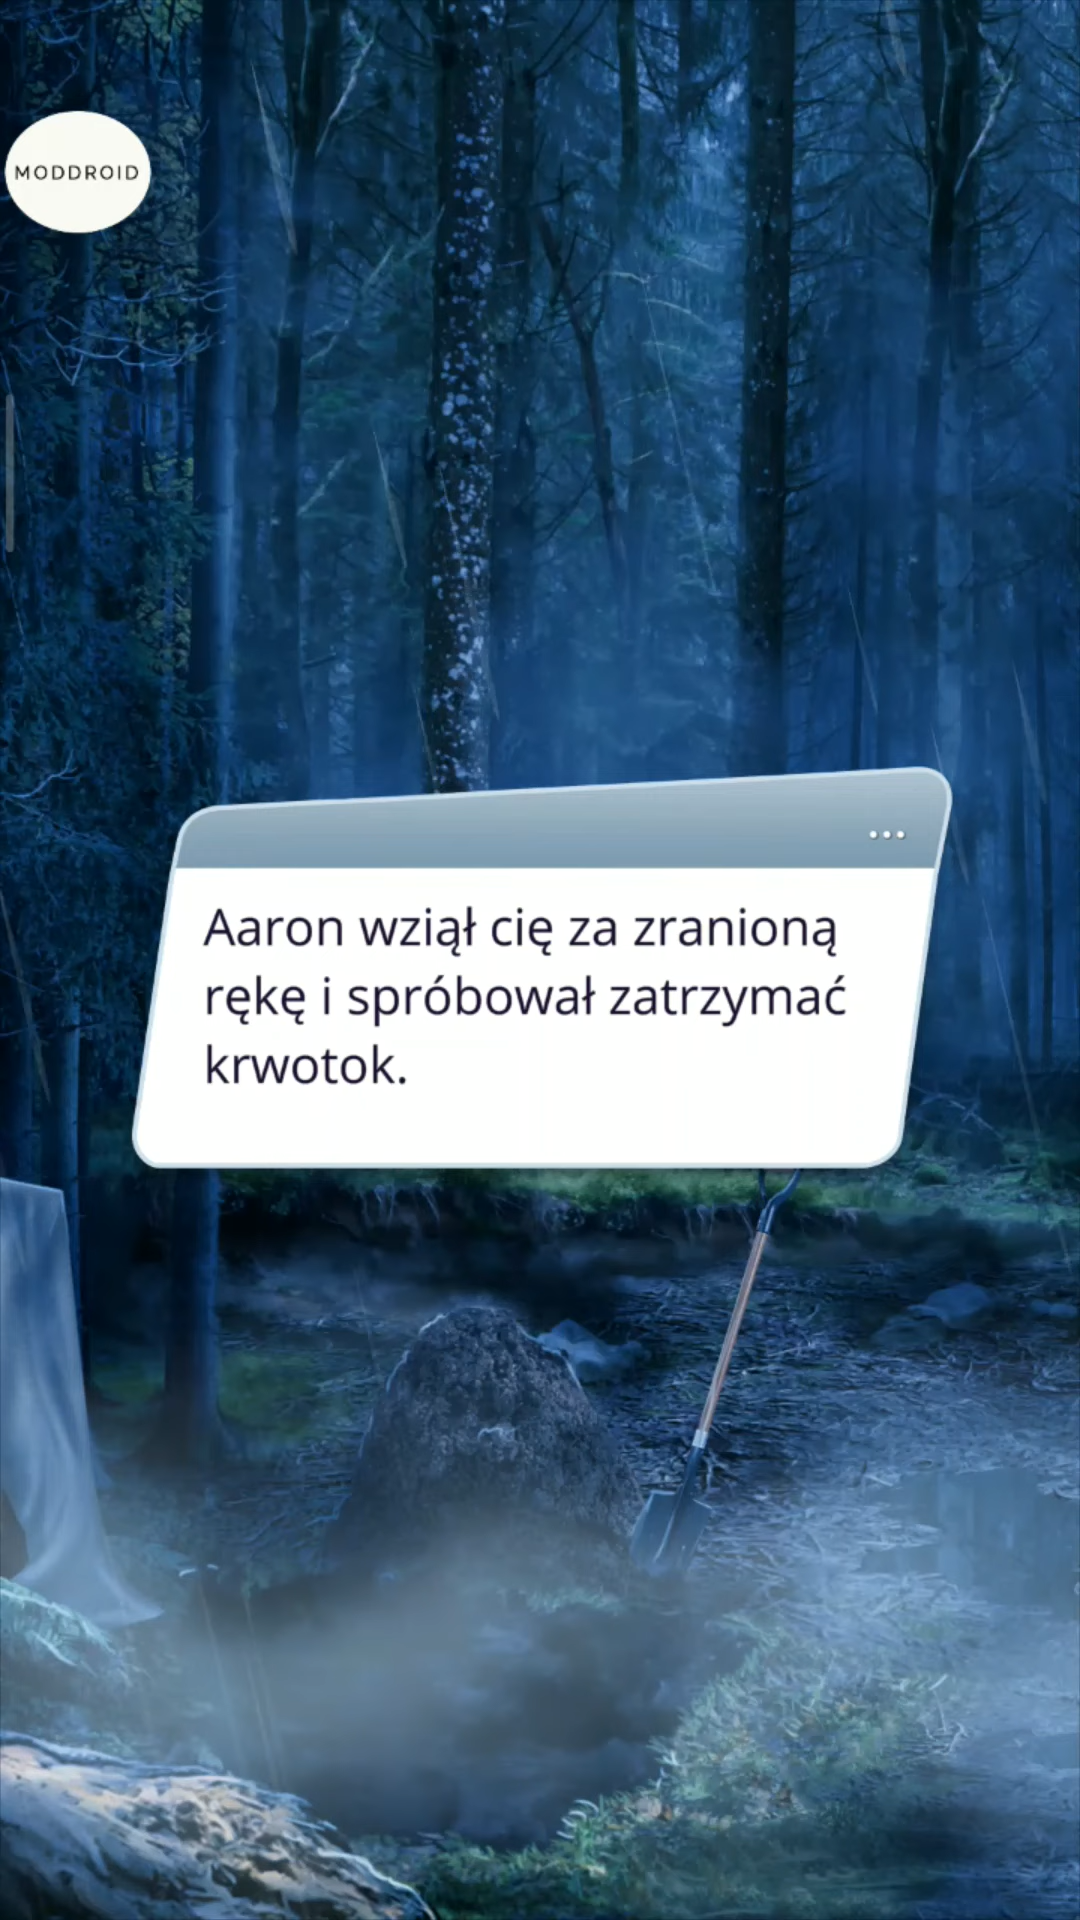 MODDROID
Aaron wziął cię za zranioną
rękę i spróbował zatrzymać
krwotok.